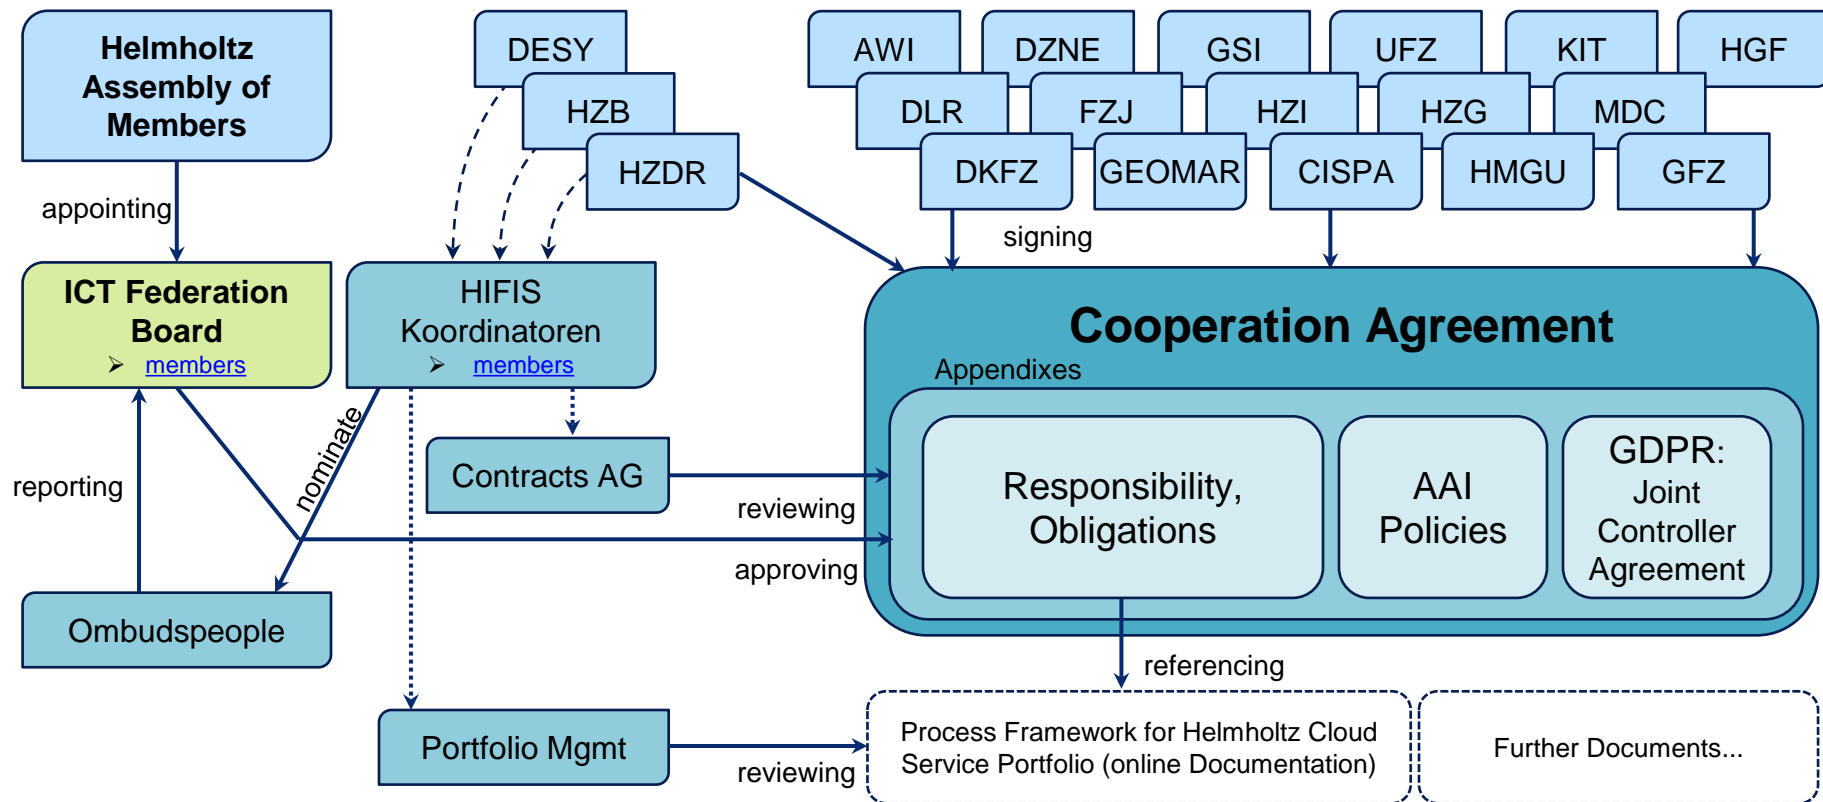 Helmholtz
Assembly of
Members
DESY
HZB
HZDR
AWI
DZNE
GSI
UFZ
KIT
HGF
DLR
FZJ
HZI
HZG
MDC
DKFZ
GEOMAR
CISPA
HMGU
GFZ
appointing
signing
ICT Federation
Board
➢ members
HIFIS
Koordinatoren
➢ members
Cooperation Agreement
Appendixes
Responsibility,
Obligations
AAI
Policies
GDPR:
Joint
Controller
Agreement
nominate
Contracts AG
reporting
reviewing
approving
Ombudspeople
referencing
Portfolio Mgmt
reviewing
Process Framework for Helmholtz Cloud
Service Portfolio (online Documentation)
Further Documents...